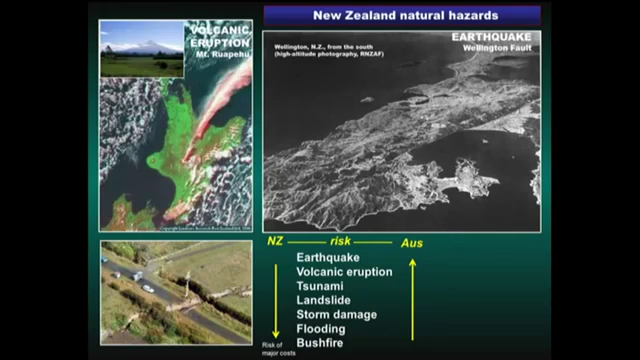 New Zealand natural hazards
VOLCANIC
ERUPTION
Mt. Ruapehu
EARTHQUAKE
Wellington Fault
Wellington, N.Z., from the south
(high-altitude photography, RNZAF)
NZ risk Aus
Earthquake
Volcanic eruption
Tsunami
Landslide
Storm damage
Flooding
Bushfire
Risk of
major costs